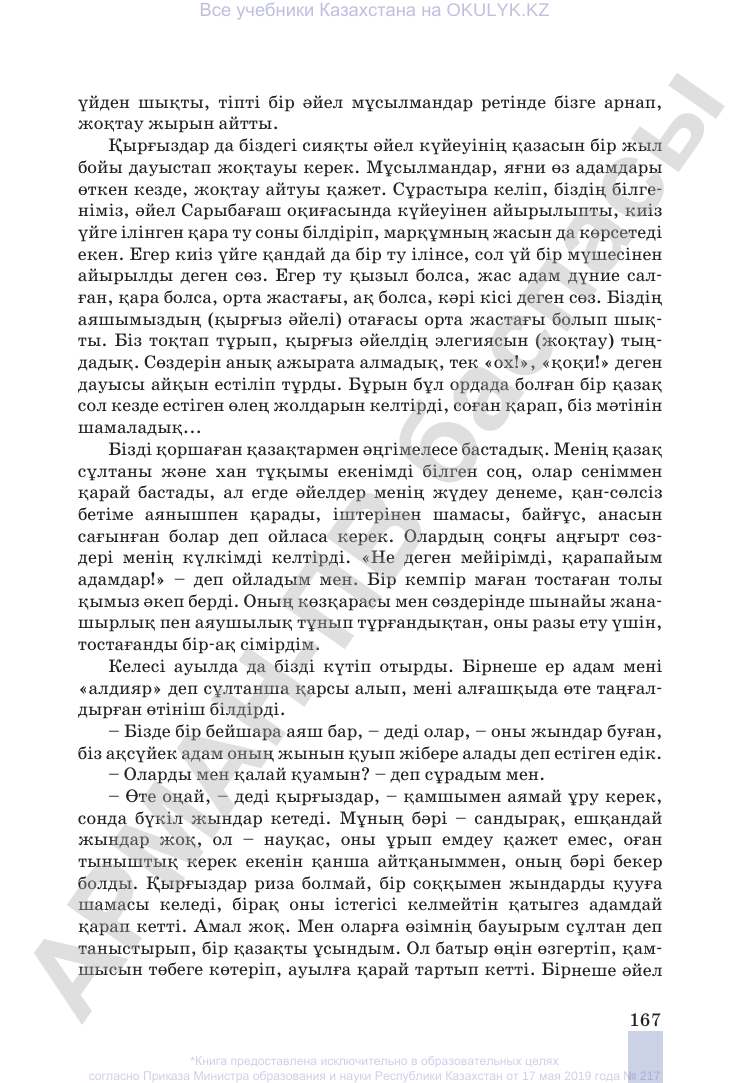 Все учебники Казахстана на OKULYK.KZ
үйден шықты, тіпті бір әйел мұсылмандар ретінде бізге арнап,
жоқтау жырын айтты.
Қырғыздар да біздегі сияқты әйел күйеуінің қазасын бір жыл
бойы дауыстап жоқтауы керек. Мұсылмандар, яғни өз адамдары
өткен кезде, жоқтау айтуы қажет. Сұрастыра келіп, біздің білге-
німіз, әйел Сарыбағаш оқиғасында күйеуінен айырылыпты, киіз
үйге ілінген қара ту соны білдіріп, марқұмның жасын да көрсетеді
екен. Егер киіз үйге қандай да бір ту ілінсе, сол үй бір мүшесінен
айырылды деген сөз. Егер ту қызыл болса, жас адам дүние сал-
ған, қара болса, орта жастағы, ақ болса, кәрі кісі деген сөз. Біздің
аяшымыздың (қырғыз әйелі) отағасы орта жастағы болып шық-
ты. Біз тоқтап тұрып, қырғыз әйелдің элегиясын (жоқтау) тың-
дадық. Сөздерін анық ажырата алмадық, тек «ох!», «қоқи!» деген
дауысы айқын естіліп тұрды. Бұрын бұл ордада болған бір қазақ
сол кезде естіген өлең жолдарын келтірді, соған қарап, біз мәтінін
шамаладық...
Бізді қоршаған қазақтармен әңгімелесе бастадық. Менің қазақ
сұлтаны және хан тұқымы екенімді білген соң, олар сеніммен
қарай бастады, ал егде әйелдер менің жүдеу денеме, қан-сөлсіз
бетіме аянышпен қарады, іштерінен шамасы, байғұс, анасын
сағынған болар деп ойласа керек. Олардың соңғы аңғырт сөз-
дері менің күлкімді келтірді. «Не деген мейірімді, қарапайым
адамдар!» – деп ойладым мен. Бір кемпір маған тостаған толы
қымыз әкеп берді. Оның көзқарасы мен сөздерінде шынайы жана-
шырлық пен аяушылық тұнып тұрғандықтан, оны разы ету үшін,
тостағанды бір-ақ сімірдім.
Келесі ауылда да бізді күтіп отырды. Бірнеше ер адам мені
«алдияр» деп сұлтанша қарсы алып, мені алғашқыда өте таңғал-
дырған өтініш білдірді.
– Бізде бір бейшара аяш бар, – деді олар, – оны жындар буған,
біз ақсүйек адам оның жынын қуып жібере алады деп естіген едік.
– Оларды мен қалай қуамын? – деп сұрадым мен.
– Өте оңай, – деді қырғыздар, – қамшымен аямай ұру керек,
сонда бүкіл жындар кетеді. Мұның бәрі – сандырақ, ешқандай
жындар жоқ, ол – науқас, оны ұрып емдеу қажет емес, оған
тыныштық керек екенін қанша айтқаныммен, оның бәрі бекер
болды. Қырғыздар риза болмай, бір соққымен жындарды қууға
шамасы келеді, бірақ оны істегісі келмейтін қатыгез адамдай
қарап кетті. Амал жоқ. Мен оларға өзімнің бауырым сұлтан деп
таныстырып, бір қазақты ұсындым. Ол батыр өңін өзгертіп, қам-
шысын төбеге көтеріп, ауылға қарай тартып кетті. Бірнеше әйел
АРМАН-ПВ баспасы
167
*Книга предоставлена исключительно в образовательных целях
согласно Приказа Министра образования и науки Республики Казахстан от 17 мая 2019 года № 217